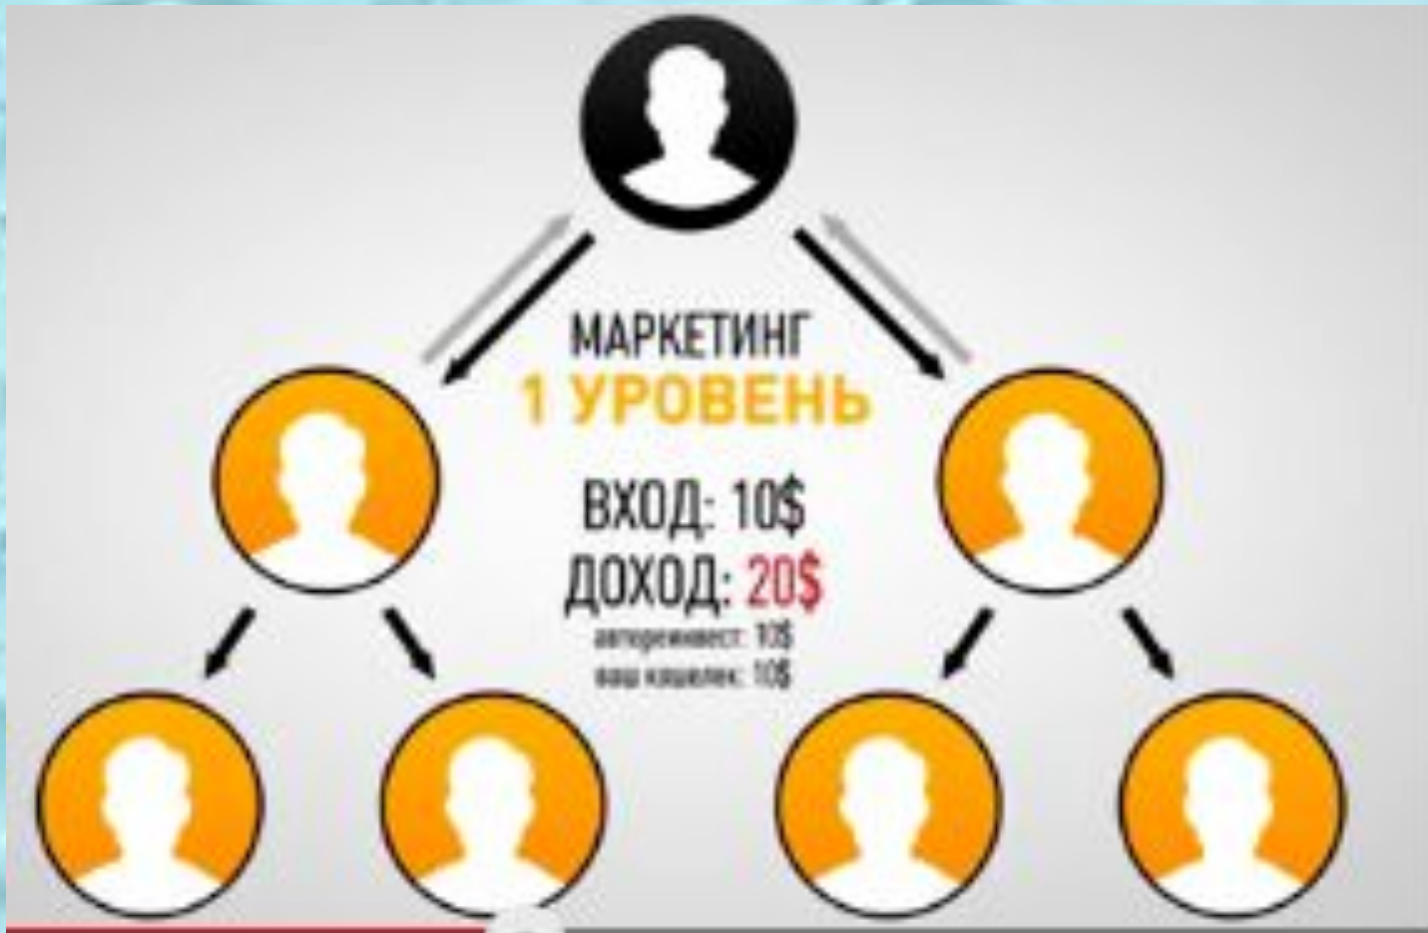 МАРКЕТИНГ
1 УРОВЕНЬ
ВХОД: 10$
ДОХОД: 20$
автореинвест: 10$
ваш кошелек: 10$